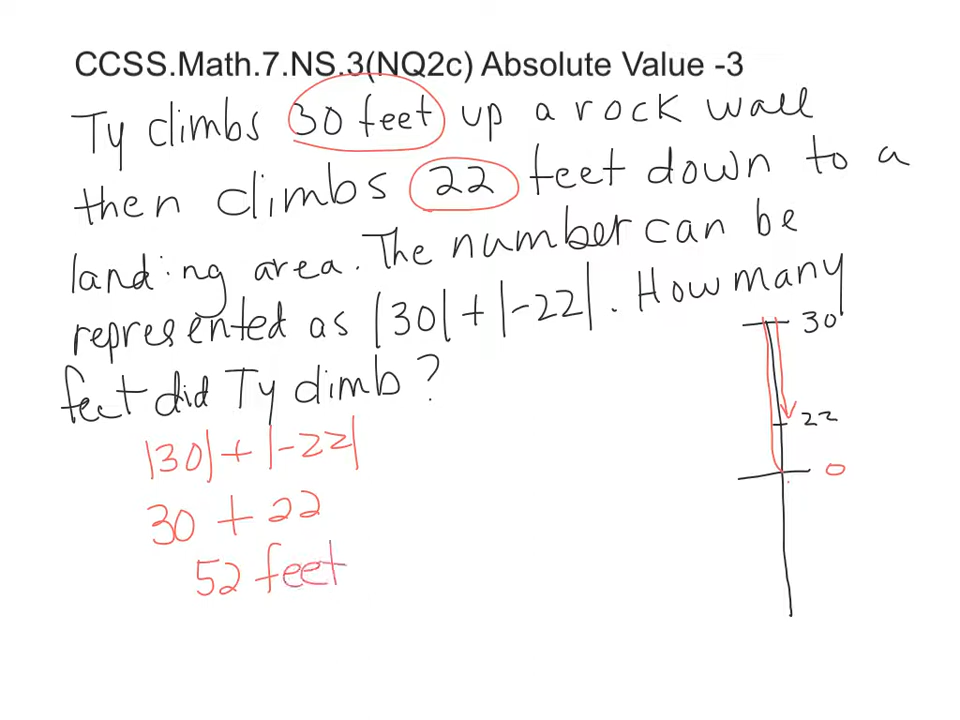 CCSS.Math.7.NS.3(NQ2c) Absolute Value -3
Ty climbs 30 feet up a rock wall
then climbs 22 feet down to a
landing area. The number can be
represented as |30| + |-22|. How many
feet did Ty climb?
|30| + |-22|
30 + 22
52 feet
30
22
0